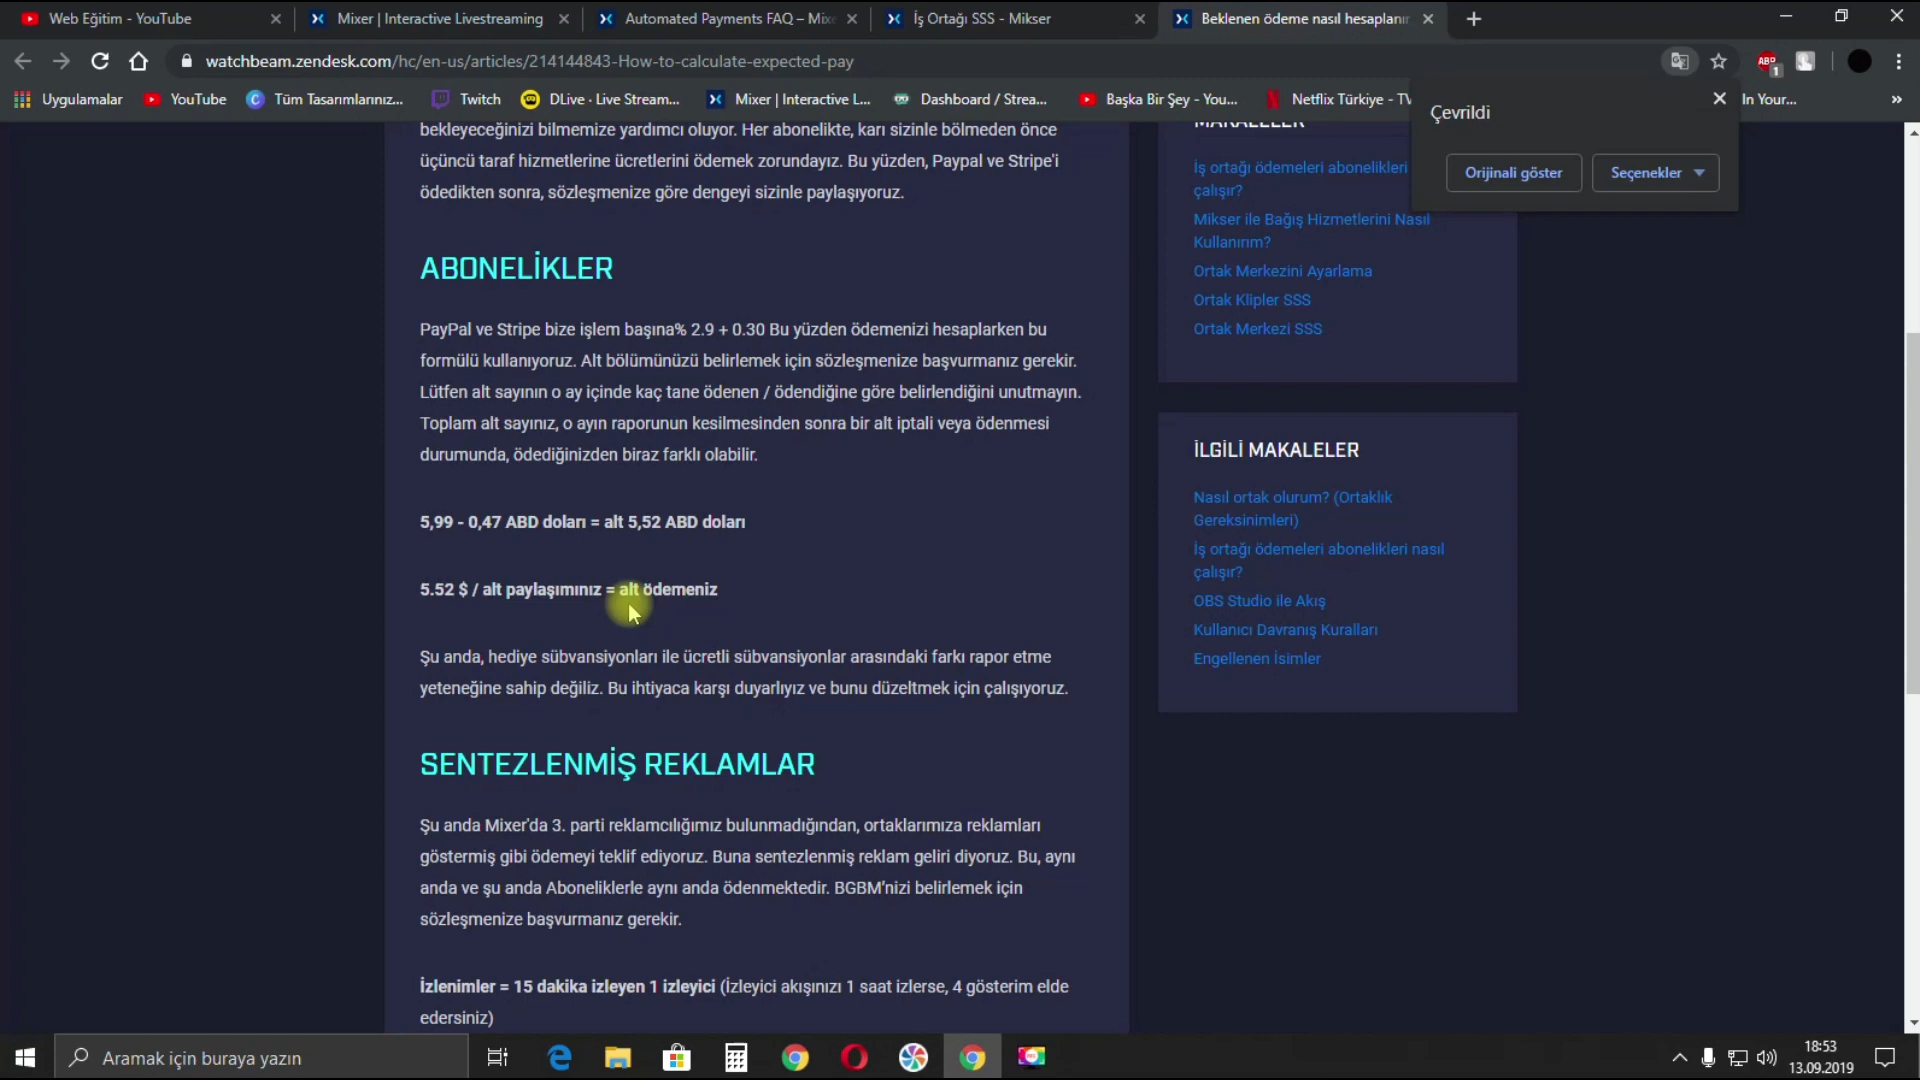 Web Eğitim - YouTube
Mixer | Interactive Livestreaming
Automated Payments FAQ – Mixe
İş Ortağı SSS - Mikser
Beklenen ödeme nasıl hesaplanır
watchbeam.zendesk.com/hc/en-us/articles/214144843-How-to-calculate-expected-pay
ABP
1
Uygulamalar
YouTube
Tüm Tasarımlarınız...
Twitch
DLive · Live Stream...
Mixer | Interactive L...
Dashboard / Strea...
Başka Bir Şey - You...
Netflix Türkiye - TV
In Your...
»
Çevrildi
Orijinali göster
Seçenekler
bekleyeceğinizi bilmemize yardımcı oluyor. Her abonelikte, karı sizinle bölmeden önce
üçüncü taraf hizmetlerine ücretlerini ödemek zorundayız. Bu yüzden, Paypal ve Stripe'i
ödedikten sonra, sözleşmenize göre dengeyi sizinle paylaşıyoruz.
ABONELİKLER
PayPal ve Stripe bize işlem başına% 2.9 + 0.30 Bu yüzden ödemenizi hesaplarken bu
formülü kullanıyoruz. Alt bölümünüzü belirlemek için sözleşmenize başvurmanız gerekir.
Lütfen alt sayının o ay içinde kaç tane ödenen / ödendiğine göre belirlendiğini unutmayın.
Toplam alt sayınız, o ayın raporunun kesilmesinden sonra bir alt iptali veya ödenmesi
durumunda, ödediğinizden biraz farklı olabilir.
5,99 - 0,47 ABD doları = alt 5,52 ABD doları
5.52 $ / alt paylaşımınız = alt ödemeniz
Şu anda, hediye sübvansiyonları ile ücretli sübvansiyonlar arasındaki farkı rapor etme
yeteneğine sahip değiliz. Bu ihtiyaca karşı duyarlıyız ve bunu düzeltmek için çalışıyoruz.
SENTEZLENMİŞ REKLAMLAR
Şu anda Mixer'da 3. parti reklamcılığımız bulunmadığından, ortaklarımıza reklamları
göstermiş gibi ödemeyi teklif ediyoruz. Buna sentezlenmiş reklam geliri diyoruz. Bu, aynı
anda ve şu anda Aboneliklerle aynı anda ödenmektedir. BGBM'nizi belirlemek için
sözleşmenize başvurmanız gerekir.
İzlenimler = 15 dakika izleyen 1 izleyici (İzleyici akışınızı 1 saat izlerse, 4 gösterim elde
edersiniz)
MAKALELER
İş ortağı ödemeleri abonelikleri
çalışır?
Mikser ile Bağış Hizmetlerini Nasıl
Kullanırım?
Ortak Merkezini Ayarlama
Ortak Klipler SSS
Ortak Merkezi SSS
İLGİLİ MAKALELER
Nasıl ortak olurum? (Ortaklık
Gereksinimleri)
İş ortağı ödemeleri abonelikleri nasıl
çalışır?
OBS Studio ile Akış
Kullanıcı Davranış Kuralları
Engellenen İsimler
Aramak için buraya yazın
18:53
13.09.2019